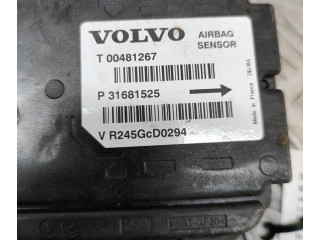 VOLVO AIRBAG
SENSOR
T 00481267
P 31681525
V R245GcD0294
Made in France